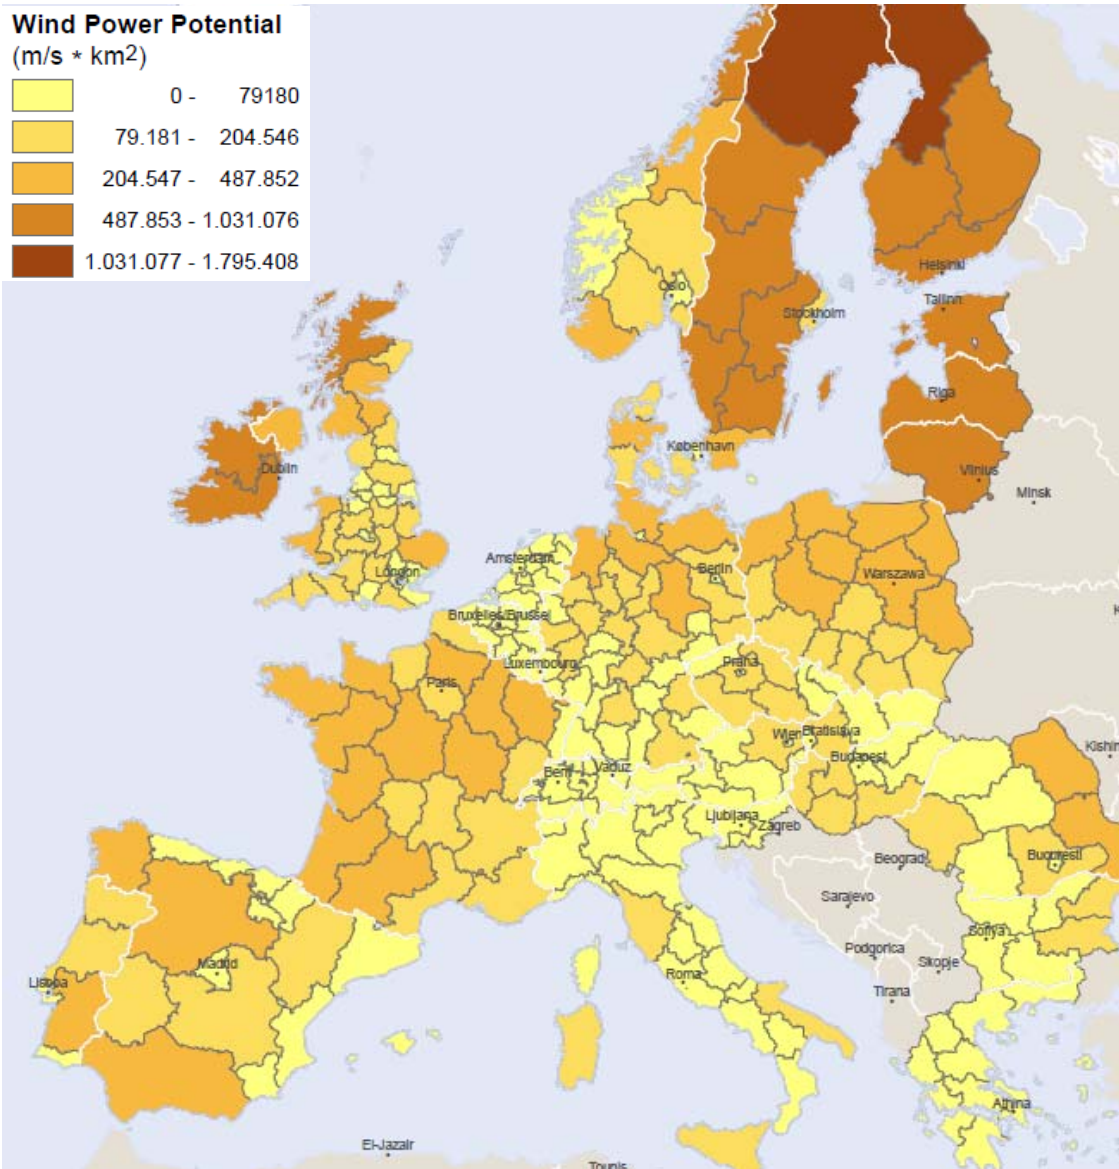 Wind Power Potential
(m/s * km2)
0 - 79180
79.181 - 204.546
204.547 - 487.852
487.853 - 1.031.076
1.031.077 - 1.795.408
Oslo
Helsinki
Tallinn
Stockholm
Riga
København
Dublin
Vilnius
Minsk
Amsterdam
London
Berlin
Warszawa
Bruxelles/Brussel
Luxembourg
Praha
Paris
Wien
Bratislava
Kishin
Budapest
Bern
Vaduz
Ljubljana
Zagreb
Beograd
Bucuresti
Sarajevo
Sofiya
Podgorica
Skopje
Madrid
Roma
Lisboa
Tirana
Athina
El-Jazair
Tounis